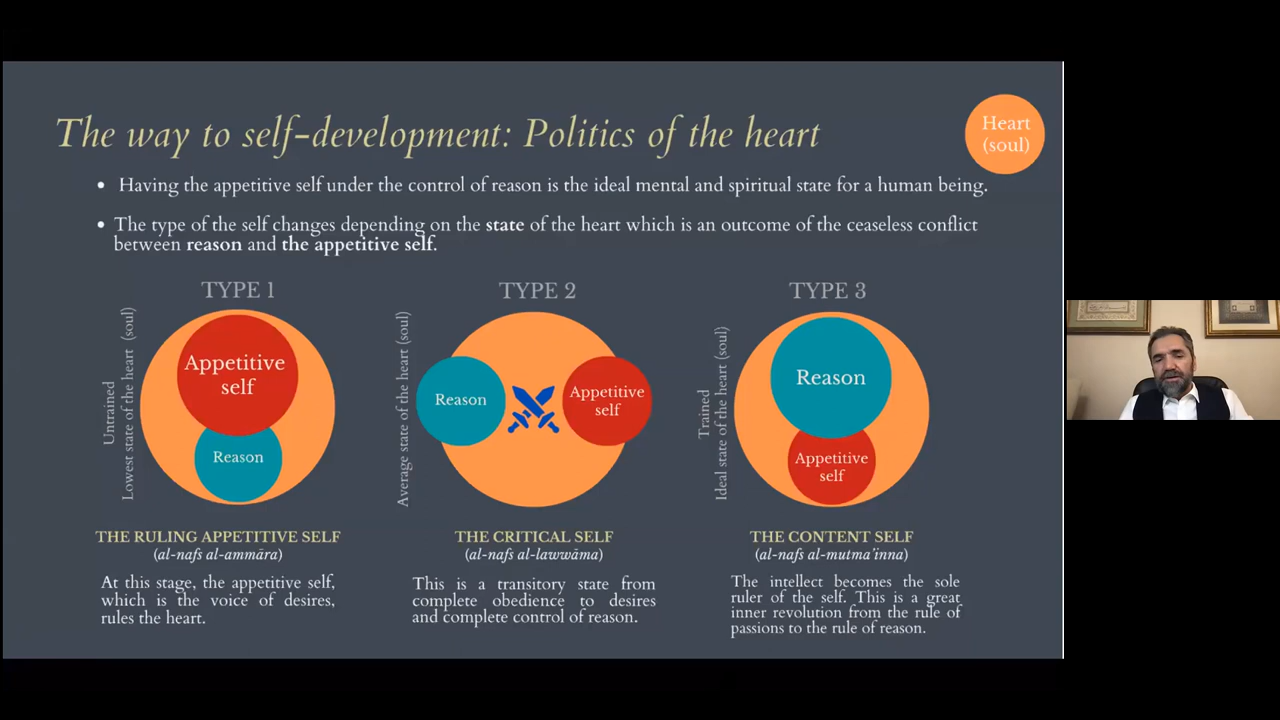 The way to self-development: Politics of the heart
Heart
(soul)
• Having the appetitive self under the control of reason is the ideal mental and spiritual state for a human being.
• The type of the self changes depending on the state of the heart which is an outcome of the ceaseless conflict
between reason and the appetitive self.
TYPE 1
Untrained
Lowest state of the heart (soul)
Appetitive
self
Reason
THE RULING APPETITIVE SELF
(al-nafs al-ammāra)
At this stage, the appetitive self,
which is the voice of desires,
rules the heart.
TYPE 2
Average state of the heart (soul)
Reason
Appetitive
self
THE CRITICAL SELF
(al-nafs al-lawwāma)
This is a transitory state from
complete obedience to desires
and complete control of reason.
TYPE 3
Trained
Ideal state of the heart (soul)
Reason
Appetitive
self
THE CONTENT SELF
(al-nafs al-mutma'inna)
The intellect becomes the sole
ruler of the self. This is a great
inner revolution from the rule of
passions to the rule of reason.